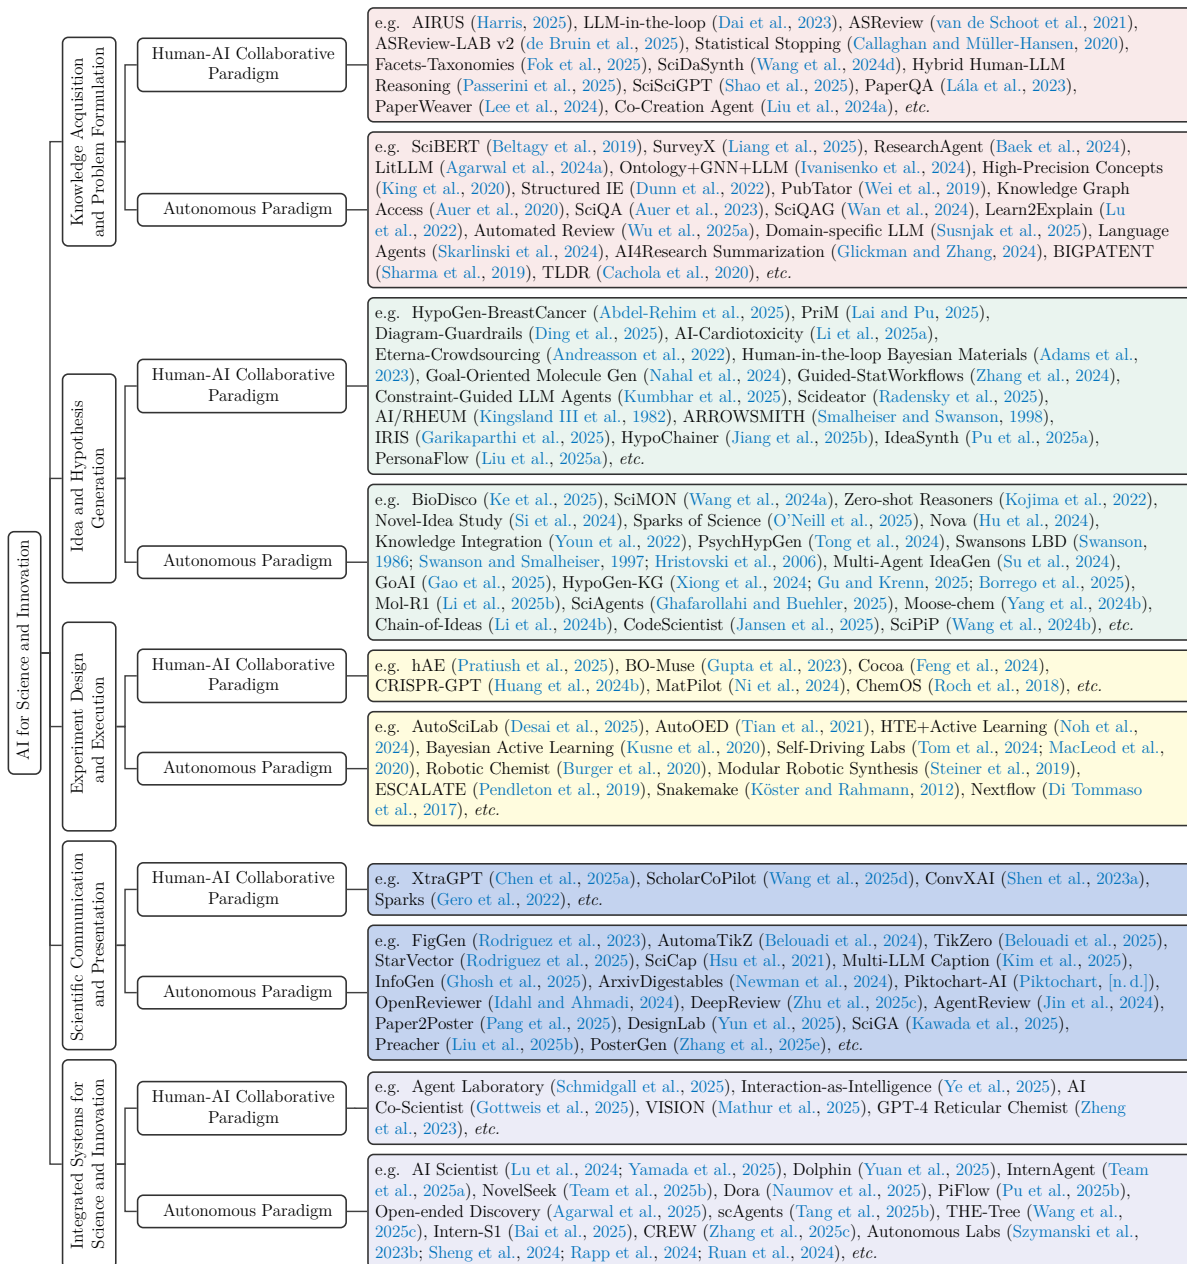 AI for Science and Innovation
Knowledge Acquisition
and Problem Formulation
Human-AI Collaborative
Paradigm
e.g. AIRUS (Harris, 2025), LLM-in-the-loop (Dai et al., 2023), ASReview (van de Schoot et al., 2021),
ASReview-LAB v2 (de Bruin et al., 2025), Statistical Stopping (Callaghan and Müller-Hansen, 2020),
Facets-Taxonomies (Fok et al., 2025), SciDaSynth (Wang et al., 2024d), Hybrid Human-LLM
Reasoning (Passerini et al., 2025), SciSciGPT (Shao et al., 2025), PaperQA (Lála et al., 2023),
PaperWeaver (Lee et al., 2024), Co-Creation Agent (Liu et al., 2024a), etc.
Autonomous Paradigm
e.g. SciBERT (Beltagy et al., 2019), SurveyX (Liang et al., 2025), ResearchAgent (Baek et al., 2024),
LitLLM (Agarwal et al., 2024a), Ontology+GNN+LLM (Ivanisenko et al., 2024), High-Precision Concepts
(King et al., 2020), Structured IE (Dunn et al., 2022), PubTator (Wei et al., 2019), Knowledge Graph
Access (Auer et al., 2020), SciQA (Auer et al., 2023), SciQAG (Wan et al., 2024), Learn2Explain (Lu
et al., 2022), Automated Review (Wu et al., 2025a), Domain-specific LLM (Susnjak et al., 2025), Language
Agents (Skarlinski et al., 2024), AI4Research Summarization (Glickman and Zhang, 2024), BIGPATENT
(Sharma et al., 2019), TLDR (Cachola et al., 2020), etc.
Idea and Hypothesis
Generation
Human-AI Collaborative
Paradigm
e.g. HypoGen-BreastCancer (Abdel-Rehim et al., 2025), PriM (Lai and Pu, 2025),
Diagram-Guardrails (Ding et al., 2025), AI-Cardiotoxicity (Li et al., 2025a),
Eterna-Crowdsourcing (Andreasson et al., 2022), Human-in-the-loop Bayesian Materials (Adams et al.,
2023), Goal-Oriented Molecule Gen (Nahal et al., 2024), Guided-StatWorkflows (Zhang et al., 2024),
Constraint-Guided LLM Agents (Kumbhar et al., 2025), Scideator (Radensky et al., 2025),
AI/RHEUM (Kingsland III et al., 1982), ARROWSMITH (Smalheiser and Swanson, 1998),
IRIS (Garikaparthi et al., 2025), HypoChainer (Jiang et al., 2025b), IdeaSynth (Pu et al., 2025a),
PersonaFlow (Liu et al., 2025a), etc.
Autonomous Paradigm
e.g. BioDisco (Ke et al., 2025), SciMON (Wang et al., 2024a), Zero-shot Reasoners (Kojima et al., 2022),
Novel-Idea Study (Si et al., 2024), Sparks of Science (O'Neill et al., 2025), Nova (Hu et al., 2024),
Knowledge Integration (Youn et al., 2022), PsychHypGen (Tong et al., 2024), Swansons LBD (Swanson,
1986; Swanson and Smalheiser, 1997; Hristovski et al., 2006), Multi-Agent IdeaGen (Su et al., 2024),
GoAI (Gao et al., 2025), HypoGen-KG (Xiong et al., 2024; Gu and Krenn, 2025; Borrego et al., 2025),
Mol-R1 (Li et al., 2025b), SciAgents (Ghafarollahi and Buehler, 2025), Moose-chem (Yang et al., 2024b),
Chain-of-Ideas (Li et al., 2024b), CodeScientist (Jansen et al., 2025), SciPiP (Wang et al., 2024b), etc.
Experiment Design
and Execution
Human-AI Collaborative
Paradigm
e.g. hAE (Pratiush et al., 2025), BO-Muse (Gupta et al., 2023), Cocoa (Feng et al., 2024),
CRISPR-GPT (Huang et al., 2024b), MatPilot (Ni et al., 2024), ChemOS (Roch et al., 2018), etc.
Autonomous Paradigm
e.g. AutoSciLab (Desai et al., 2025), AutoOED (Tian et al., 2021), HTE+Active Learning (Noh et al.,
2024), Bayesian Active Learning (Kusne et al., 2020), Self-Driving Labs (Tom et al., 2024; MacLeod et al.,
2020), Robotic Chemist (Burger et al., 2020), Modular Robotic Synthesis (Steiner et al., 2019),
ESCALATE (Pendleton et al., 2019), Snakemake (Köster and Rahmann, 2012), Nextflow (Di Tommaso
et al., 2017), etc.
Scientific Communication
and Presentation
Human-AI Collaborative
Paradigm
e.g. XtraGPT (Chen et al., 2025a), ScholarCoPilot (Wang et al., 2025d), ConvXAI (Shen et al., 2023a),
Sparks (Gero et al., 2022), etc.
Autonomous Paradigm
e.g. FigGen (Rodriguez et al., 2023), AutomaTikZ (Belouadi et al., 2024), TikZero (Belouadi et al., 2025),
StarVector (Rodriguez et al., 2025), SciCap (Hsu et al., 2021), Multi-LLM Caption (Kim et al., 2025),
InfoGen (Ghosh et al., 2025), ArxivDigestables (Newman et al., 2024), Piktochart-AI (Piktochart, [n. d.]),
OpenReviewer (Idahl and Ahmadi, 2024), DeepReview (Zhu et al., 2025c), AgentReview (Jin et al., 2024),
Paper2Poster (Pang et al., 2025), DesignLab (Yun et al., 2025), SciGA (Kawada et al., 2025),
Preacher (Liu et al., 2025b), PosterGen (Zhang et al., 2025e), etc.
Integrated Systems for
Science and Innovation
Human-AI Collaborative
Paradigm
e.g. Agent Laboratory (Schmidgall et al., 2025), Interaction-as-Intelligence (Ye et al., 2025), AI
Co-Scientist (Gottweis et al., 2025), VISION (Mathur et al., 2025), GPT-4 Reticular Chemist (Zheng
et al., 2023), etc.
Autonomous Paradigm
e.g. AI Scientist (Lu et al., 2024; Yamada et al., 2025), Dolphin (Yuan et al., 2025), InternAgent (Team
et al., 2025a), NovelSeek (Team et al., 2025b), Dora (Naumov et al., 2025), PiFlow (Pu et al., 2025b),
Open-ended Discovery (Agarwal et al., 2025), scAgents (Tang et al., 2025b), THE-Tree (Wang et al.,
2025c), Intern-S1 (Bai et al., 2025), CREW (Zhang et al., 2025c), Autonomous Labs (Szymanski et al.,
2023b; Sheng et al., 2024; Rapp et al., 2024; Ruan et al., 2024), etc.